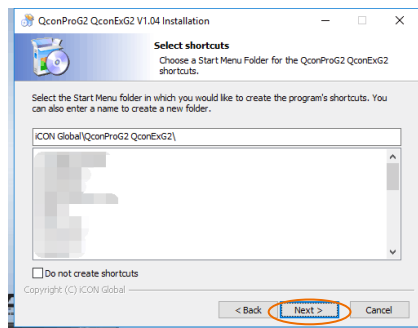 QconProG2 QconExG2 V1.04 Installation
Select shortcuts
Choose a Start Menu Folder for the QconProG2 QconExG2
shortcuts.
Select the Start Menu folder in which you would like to create the program's shortcuts. You
can also enter a name to create a new folder.
iCON Global\QconProG2 QconExG2\
Do not create shortcuts
Copyright (C) iCON Global
< Back Next > Cancel